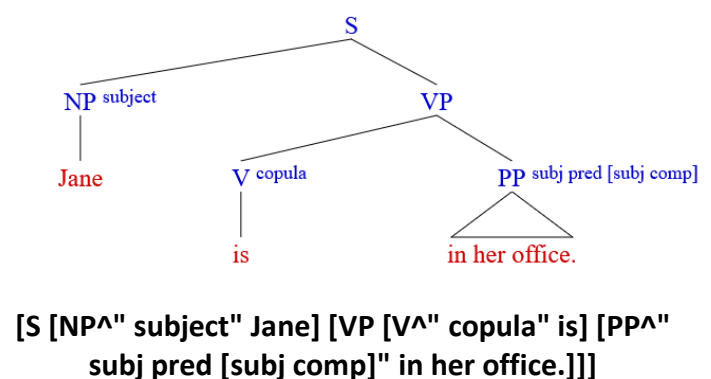 S
NP subject
VP
Jane
V copula
PP subj pred [subj comp]
is
in her office.
[S [NP^" subject" Jane] [VP [V^" copula" is] [PP^"
subj pred [subj comp]" in her office.]]]